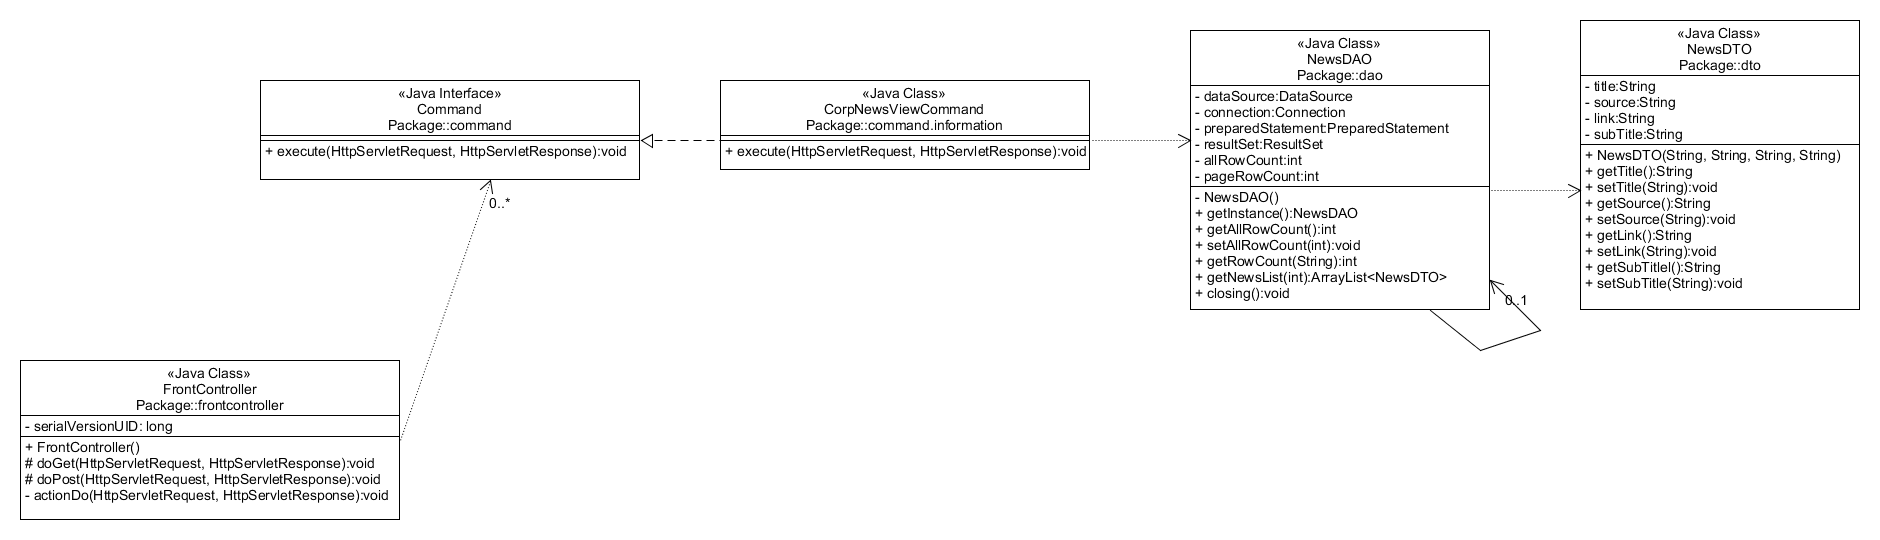 «Java Interface»
Command
Package::command
+ execute(HttpServletRequest, HttpServletResponse):void
«Java Class»
CorpNewsViewCommand
Package::command.information
+ execute(HttpServletRequest, HttpServletResponse):void
«Java Class»
NewsDAO
Package::dao
- dataSource:DataSource
- connection:Connection
- preparedStatement:PreparedStatement
- resultSet:ResultSet
- allRowCount:int
- pageRowCount:int
- NewsDAO()
+ getInstance():NewsDAO
+ getAllRowCount():int
+ setAllRowCount(int):void
+ getRowCount(String):int
+ getNewsList(int):ArrayList<NewsDTO>
+ closing():void
0..1
«Java Class»
NewsDTO
Package::dto
- title:String
- source:String
- link:String
- subTitle:String
+ NewsDTO(String, String, String, String)
+ getTitle():String
+ setTitle(String):void
+ getSource():String
+ setSource(String):void
+ getLink():String
+ setLink(String):void
+ getSubTitlel():String
+ setSubTitle(String):void
0..*
«Java Class»
FrontController
Package::frontcontroller
- serialVersionUID: long
+ FrontController()
# doGet(HttpServletRequest, HttpServletResponse):void
# doPost(HttpServletRequest, HttpServletResponse):void
- actionDo(HttpServletRequest, HttpServletResponse):void